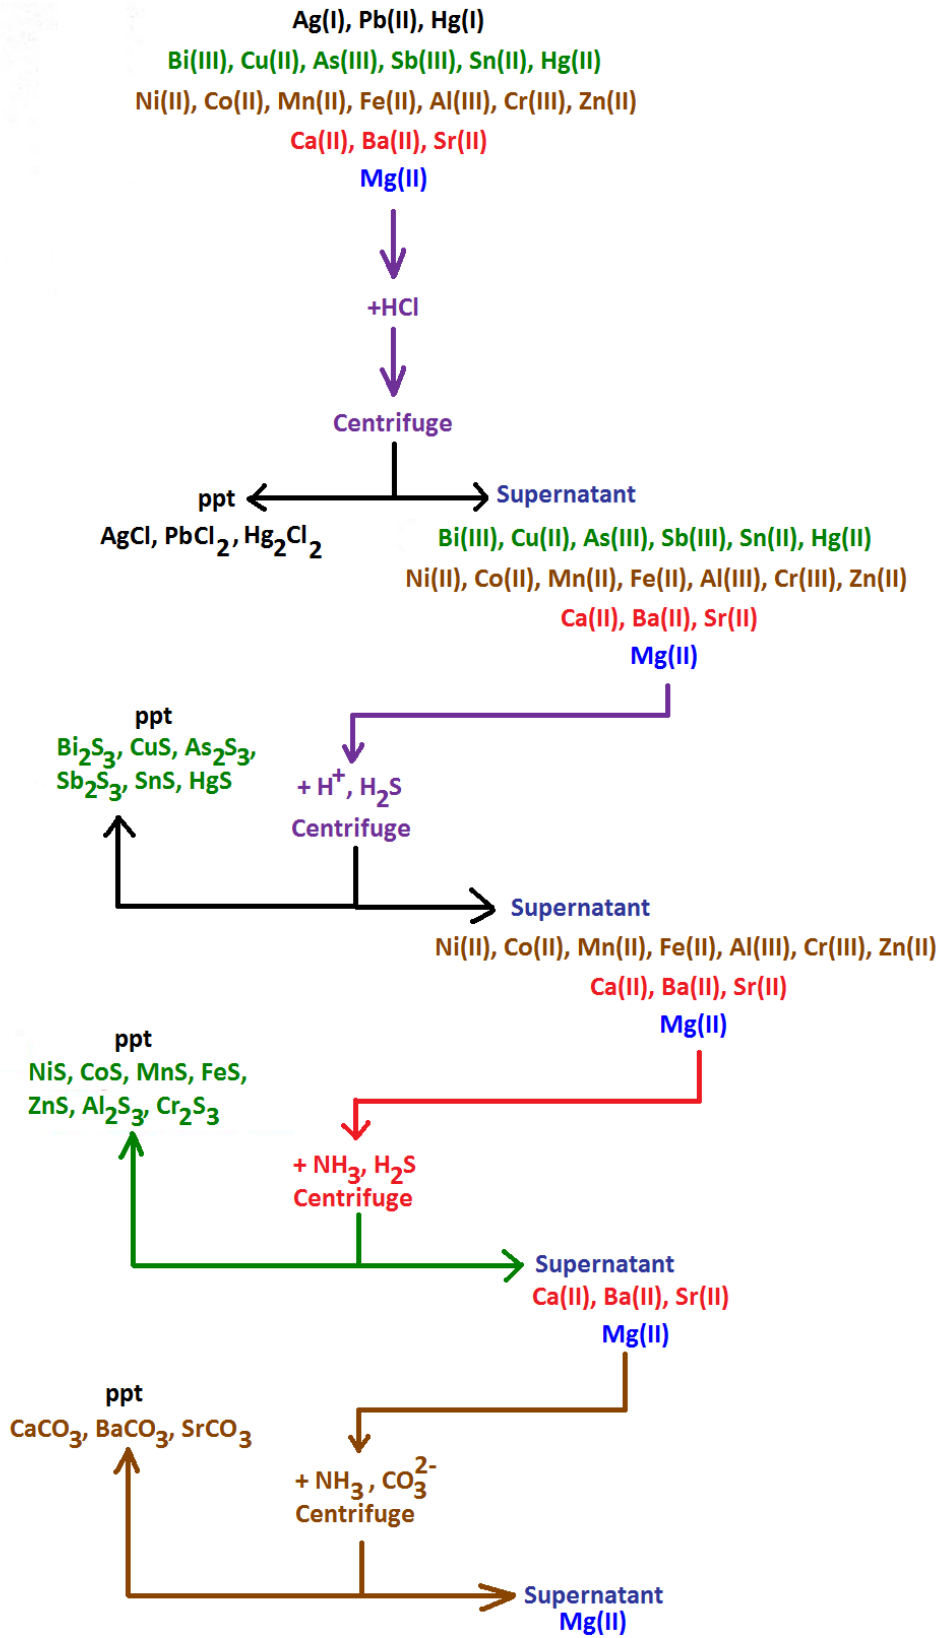 Ag(I), Pb(II), Hg(I)
Bi(III), Cu(II), As(III), Sb(III), Sn(II), Hg(II)
Ni(II), Co(II), Mn(II), Fe(II), Al(III), Cr(III), Zn(II)
Ca(II), Ba(II), Sr(II)
Mg(II)
+HCl
Centrifuge
ppt
AgCl, PbCl₂, Hg₂Cl₂
Supernatant
Bi(III), Cu(II), As(III), Sb(III), Sn(II), Hg(II)
Ni(II), Co(II), Mn(II), Fe(II), Al(III), Cr(III), Zn(II)
Ca(II), Ba(II), Sr(II)
Mg(II)
ppt
Bi₂S₃, CuS, As₂S₃,
Sb₂S₃, SnS, HgS
+ H⁺, H₂S
Centrifuge
Supernatant
Ni(II), Co(II), Mn(II), Fe(II), Al(III), Cr(III), Zn(II)
Ca(II), Ba(II), Sr(II)
Mg(II)
ppt
NiS, CoS, MnS, FeS,
ZnS, Al₂S₃, Cr₂S₃
+ NH₃, H₂S
Centrifuge
Supernatant
Ca(II), Ba(II), Sr(II)
Mg(II)
ppt
CaCO₃, BaCO₃, SrCO₃
+ NH₃ , CO₃²⁻
Centrifuge
Supernatant
Mg(II)